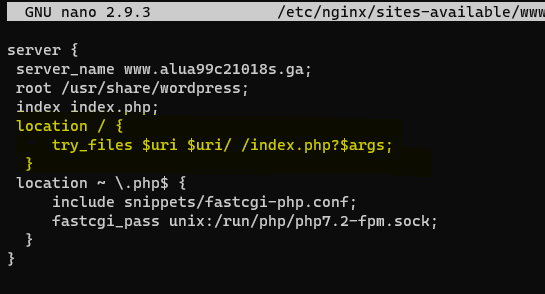 GNU nano 2.9.3 /etc/nginx/sites-available/www
server {
server_name www.alua99c21018s.ga;
root /usr/share/wordpress;
index index.php;
location / {
try_files $uri $uri/ /index.php?$args;
}
location ~ \.php$ {
include snippets/fastcgi-php.conf;
fastcgi_pass unix:/run/php/php7.2-fpm.sock;
}
}